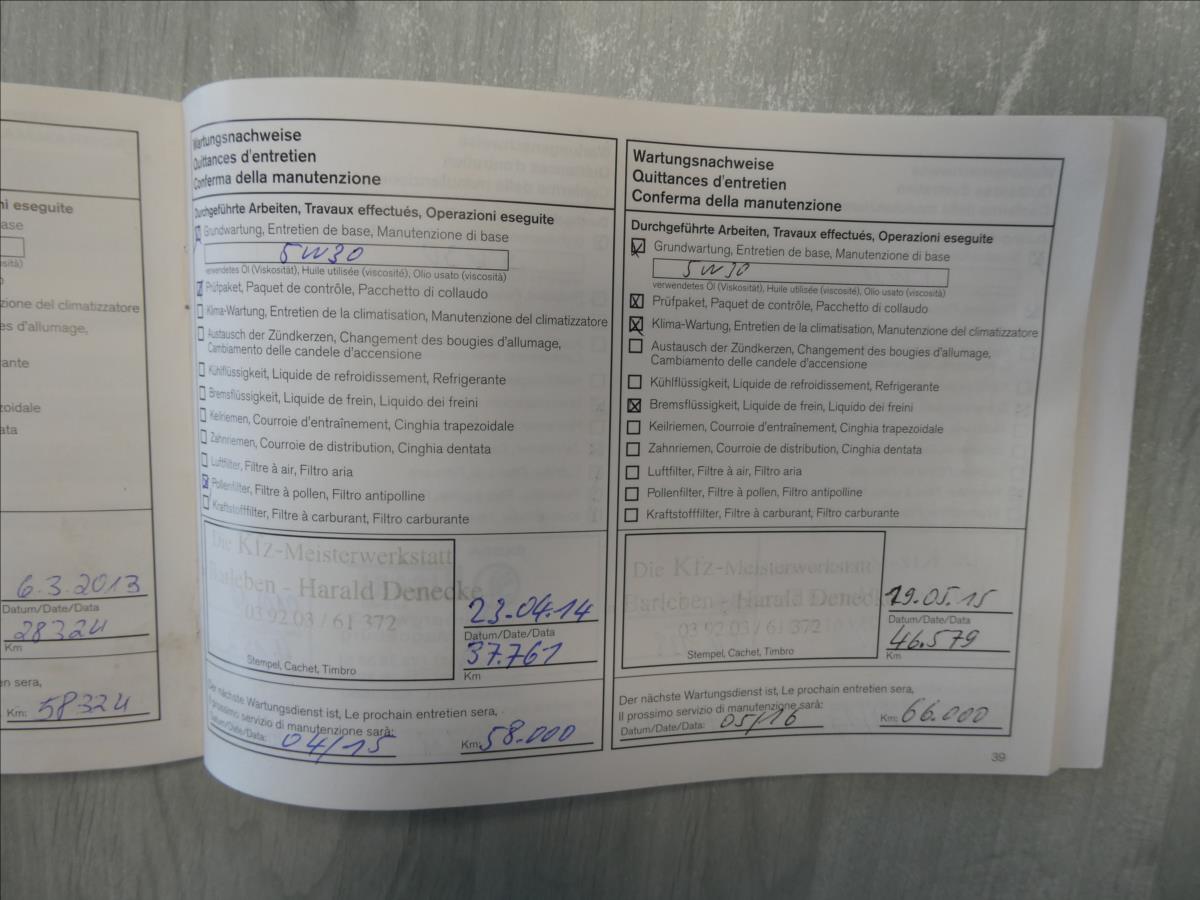 ni eseguite
ase
sità)
zione del climatizzatore
es d'allumage,
rante
zoidale
ata
6.3.2013
Datum/Date/Data
28324
Km
en sera,
Km: 58324
Wartungsnachweise
Quittances d'entretien
Conferma della manutenzione
Durchgeführte Arbeiten, Travaux effectués, Operazioni eseguite
Grundwartung, Entretien de base, Manutenzione di base
5W30
verwendetes Öl (Viskosität), Huile utilisée (viscosité), Olio usato (viscosità)
Prüfpaket, Paquet de contrôle, Pacchetto di collaudo
Klima-Wartung, Entretien de la climatisation, Manutenzione del climatizzatore
Austausch der Zündkerzen, Changement des bougies d'allumage,
Cambiamento delle candele d'accensione
Kühlflüssigkeit, Liquide de refroidissement, Refrigerante
Bremsflüssigkeit, Liquide de frein, Liquido dei freini
Keilriemen, Courroie d'entraînement, Cinghia trapezoidale
Zahnriemen, Courroie de distribution, Cinghia dentata
Luftfilter, Filtre à air, Filtro aria
Pollenfilter, Filtre à pollen, Filtro antipolline
Kraftstofffilter, Filtre à carburant, Filtro carburante
Die Kfz-Meisterwerkstatt
Barleben - Harald Denecke
03 92 03 / 61 372
Stempel, Cachet, Timbro
23.04.14
Datum/Date/Data
37.761
Km
Der nächste Wartungsdienst ist, Le prochain entretien sera,
Il prossimo servizio di manutenzione sarà:
Datum/Date/Data: 04/15 Km: 58.000
Wartungsnachweise
Quittances d'entretien
Conferma della manutenzione
Durchgeführte Arbeiten, Travaux effectués, Operazioni eseguite
Grundwartung, Entretien de base, Manutenzione di base
5W30
verwendetes Öl (Viskosität), Huile utilisée (viscosité), Olio usato (viscosità)
Prüfpaket, Paquet de contrôle, Pacchetto di collaudo
Klima-Wartung, Entretien de la climatisation, Manutenzione del climatizzatore
Austausch der Zündkerzen, Changement des bougies d'allumage,
Cambiamento delle candele d'accensione
Kühlflüssigkeit, Liquide de refroidissement, Refrigerante
Bremsflüssigkeit, Liquide de frein, Liquido dei freini
Keilriemen, Courroie d'entraînement, Cinghia trapezoidale
Zahnriemen, Courroie de distribution, Cinghia dentata
Luftfilter, Filtre à air, Filtro aria
Pollenfilter, Filtre à pollen, Filtro antipolline
Kraftstofffilter, Filtre à carburant, Filtro carburante
Die Kfz-Meisterwerkstatt
Barleben - Harald Denecke
03 92 03 / 61 372
Stempel, Cachet, Timbro
19.05.15
Datum/Date/Data
46.579
Km
Der nächste Wartungsdienst ist, Le prochain entretien sera,
Il prossimo servizio di manutenzione sarà:
Datum/Date/Data: 05/16 Km: 66.000
39